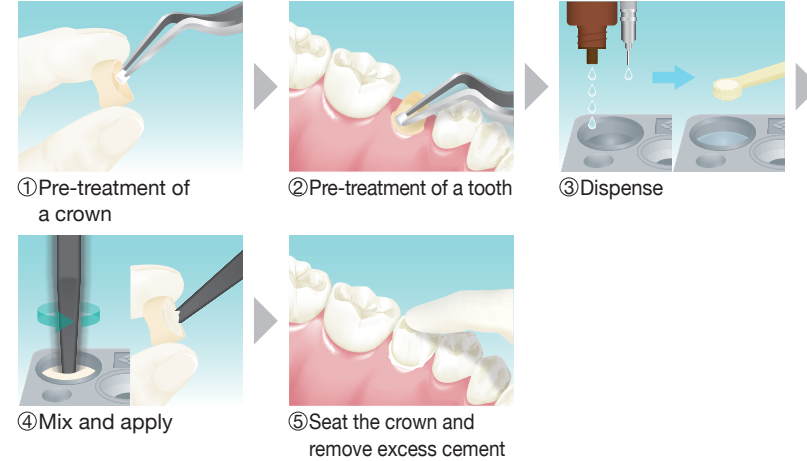 ①Pre-treatment of
a crown
②Pre-treatment of a tooth
③Dispense
④Mix and apply
⑤Seat the crown and
remove excess cement